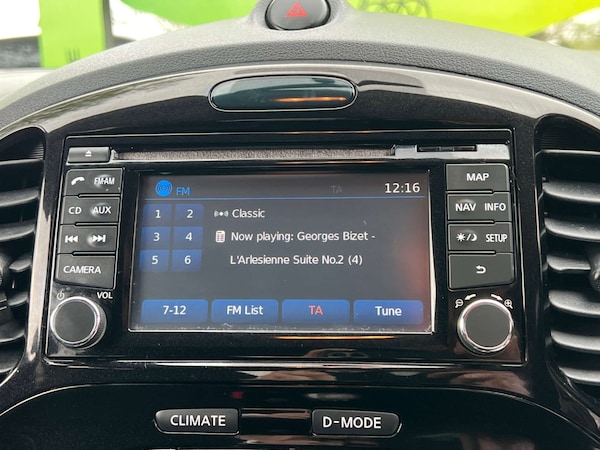 FM
TA
12:16
1 2
Classic
3 4
Now playing: Georges Bizet -
5 6
L'Arlesienne Suite No.2 (4)
7-12
FM List
TA
Tune
FM·AM
CD
AUX
CAMERA
VOL
MAP
NAV
INFO
SETUP
CLIMATE
D-MODE